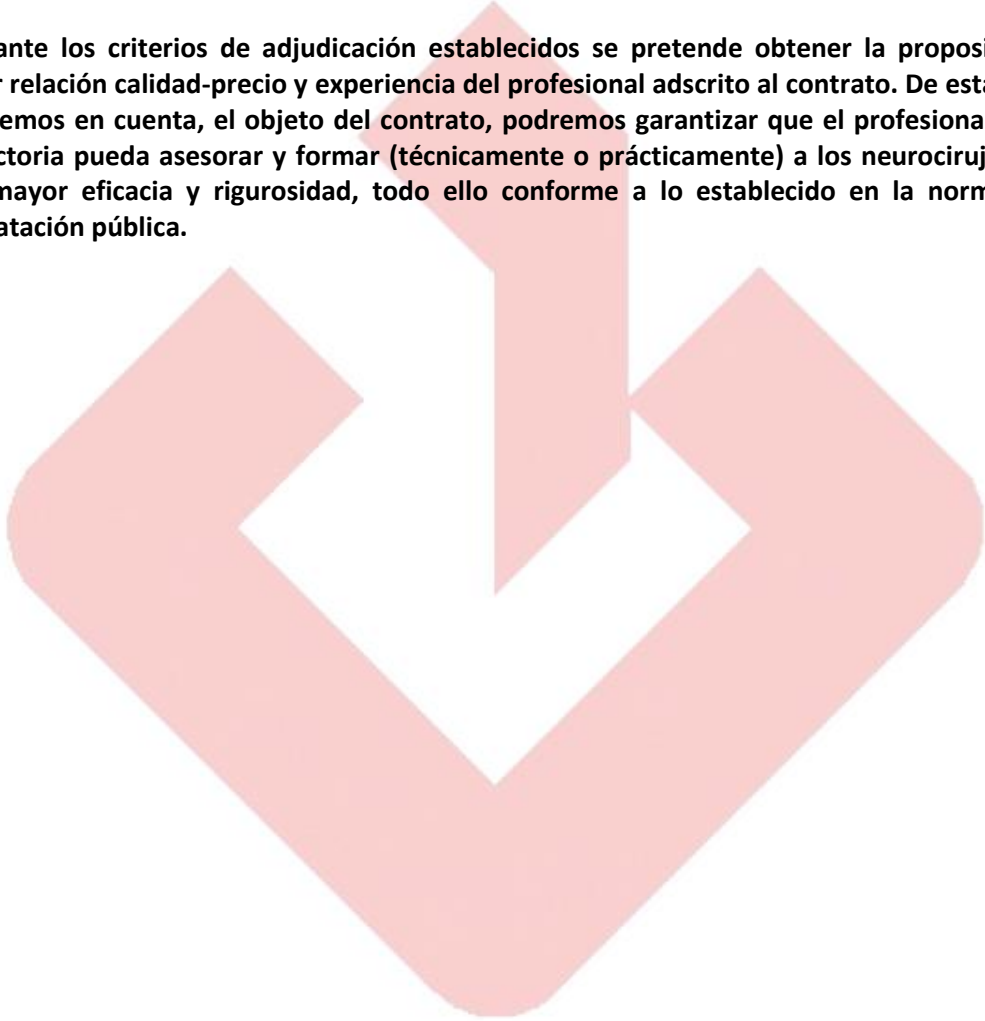 ante los criterios de adjudicación establecidos se pretende obtener la proposi
r relación calidad-precio y experiencia del profesional adscrito al contrato. De esta
emos en cuenta, el objeto del contrato, podremos garantizar que el profesiona
ctoria pueda asesorar y formar (técnicamente o prácticamente) a los neurociruj
mayor eficacia y rigurosidad, todo ello conforme a lo establecido en la norm
atación pública.